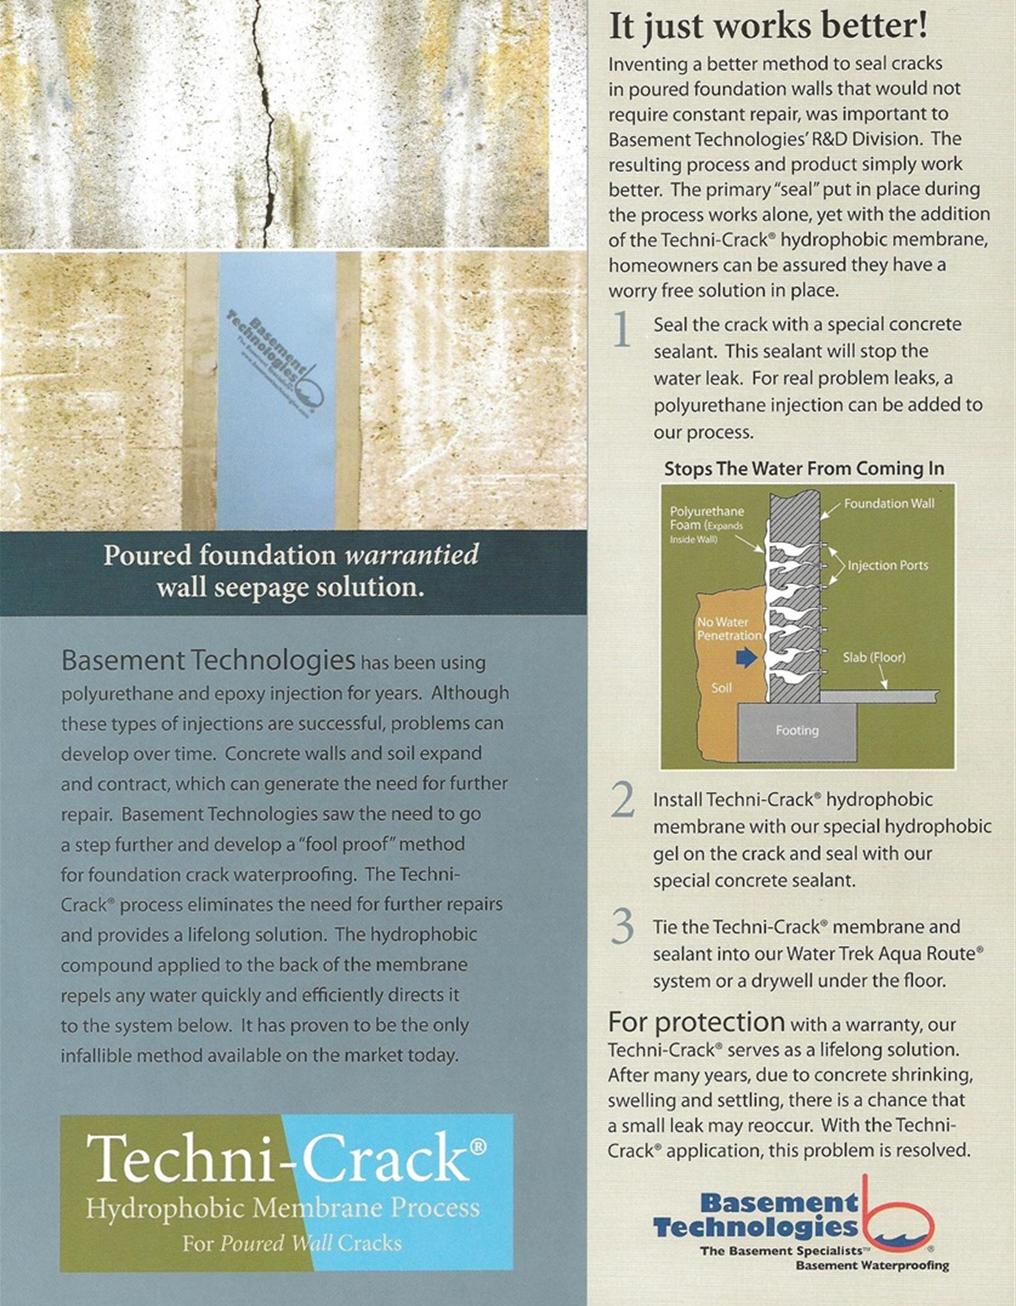 Basement
Technologies
Poured foundation warrantied
wall seepage solution.
Basement Technologies has been using
polyurethane and epoxy injection for years. Although
these types of injections are successful, problems can
develop over time. Concrete walls and soil expand
and contract, which can generate the need for further
repair. Basement Technologies saw the need to go
a step further and develop a “fool proof” method
for foundation crack waterproofing. The Techni-
Crack® process eliminates the need for further repairs
and provides a lifelong solution. The hydrophobic
compound applied to the back of the membrane
repels any water quickly and efficiently directs it
to the system below. It has proven to be the only
infallible method available on the market today.
Techni-Crack®
Hydrophobic Membrane Process
For Poured Wall Cracks
It just works better!
Inventing a better method to seal cracks
in poured foundation walls that would not
require constant repair, was important to
Basement Technologies’ R&D Division. The
resulting process and product simply work
better. The primary “seal” put in place during
the process works alone, yet with the addition
of the Techni-Crack® hydrophobic membrane,
homeowners can be assured they have a
worry free solution in place.
1 Seal the crack with a special concrete
sealant. This sealant will stop the
water leak. For real problem leaks, a
polyurethane injection can be added to
our process.
Stops The Water From Coming In
Polyurethane
Foam (Expands
Inside Wall)
Foundation Wall
Injection Ports
No Water
Penetration
Slab (Floor)
Soil
Footing
2 Install Techni-Crack® hydrophobic
membrane with our special hydrophobic
gel on the crack and seal with our
special concrete sealant.
3 Tie the Techni-Crack® membrane and
sealant into our Water Trek Aqua Route®
system or a drywell under the floor.
For protection with a warranty, our
Techni-Crack® serves as a lifelong solution.
After many years, due to concrete shrinking,
swelling and settling, there is a chance that
a small leak may reoccur. With the Techni-
Crack® application, this problem is resolved.
Basement
Technologies®
The Basement Specialists™
Basement Waterproofing